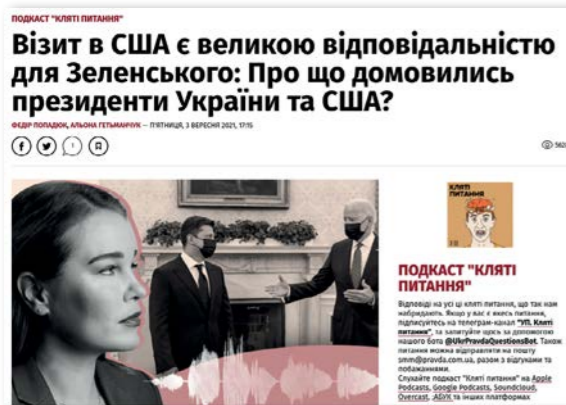 ПОДКАСТ "КЛЯТІ ПИТАННЯ"
Візит в США є великою відповідальністю
для Зеленського: Про що домовились
президенти України та США?
ФЕДІР ПОПАДЮК, АЛЬОНА ГЕТЬМАНЧУК — П'ЯТНИЦЯ, 3 ВЕРЕСНЯ 2021, 17:15
1
КЛЯТІ
ПИТАННЯ
ПОДКАСТ "КЛЯТІ
ПИТАННЯ"
Відповіді на усі ці кляті питання, що так нам
набридають. Якщо у вас є якесь питання,
підписуйтесь на телеграм-канал "УП. Кляті
питання", та запитуйте щось за допомогою
нашого бота @UkrPravdaQuestionsBot. Також
питання можна відправляти на пошту
smm@pravda.com.ua, разом з відгуками та
побажаннями.
Слухайте подкаст "Кляті питання" на Apple
Podcasts, Google Podcasts, Soundcloud,
Overcast, АБУК та інших платформах